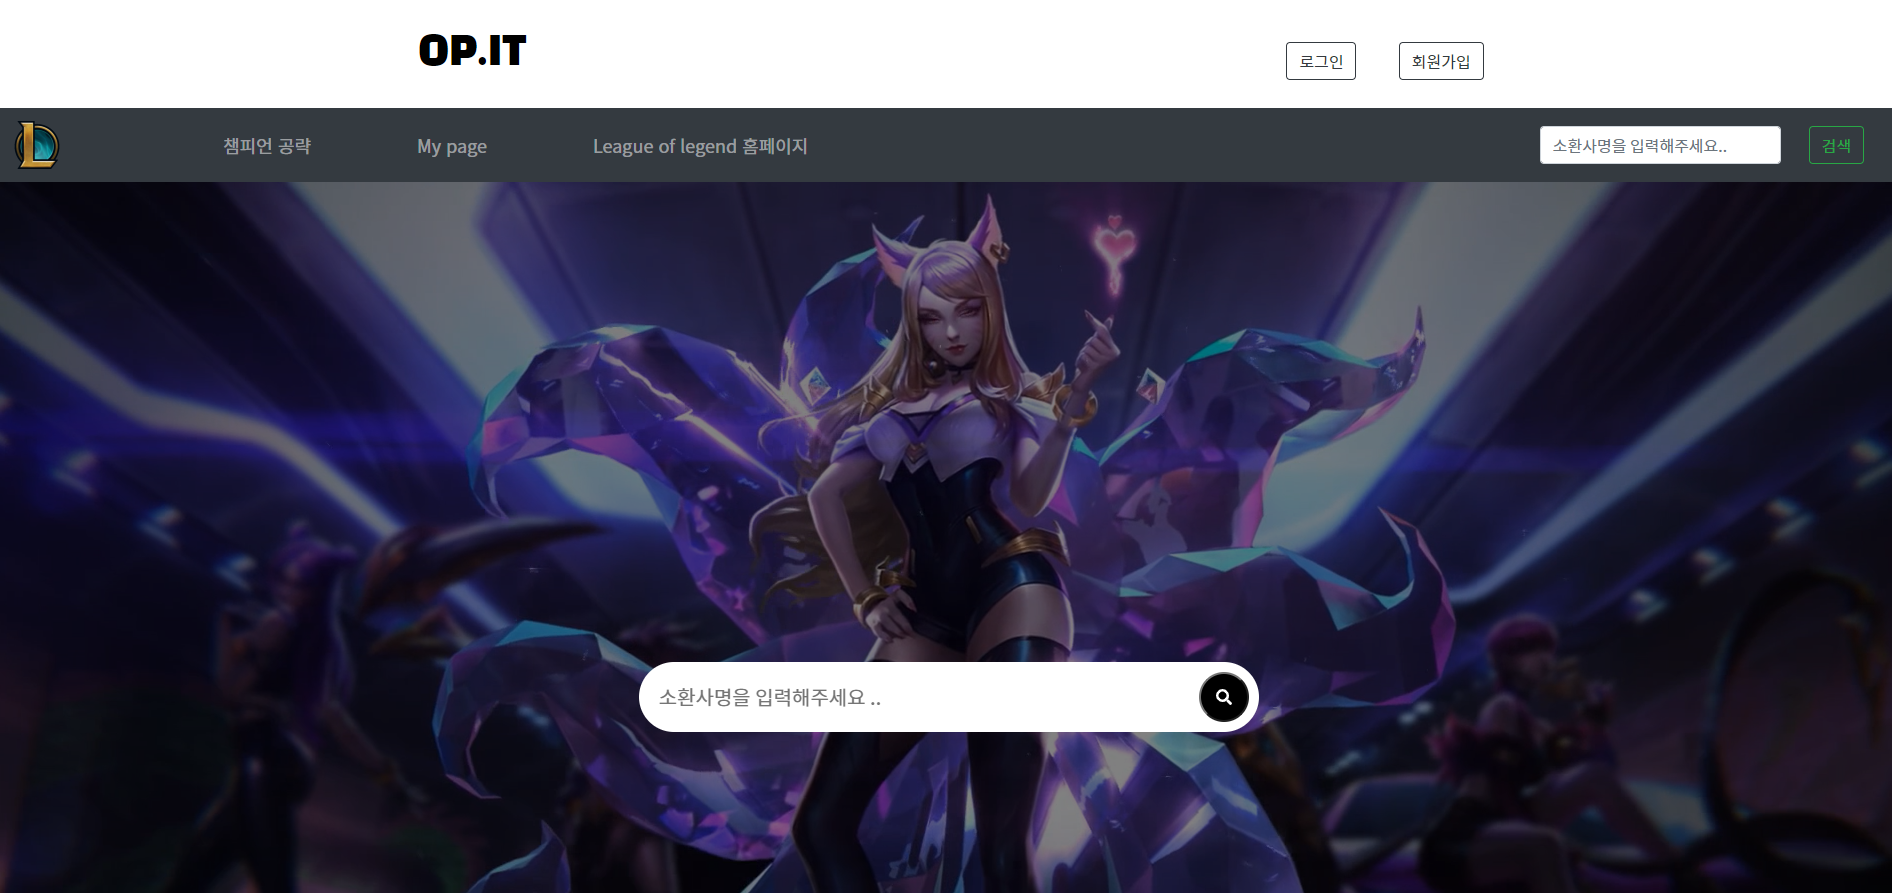 OP.IT
로그인
회원가입
챔피언 공략
My page
League of legend 홈페이지
소환사명을 입력해주세요..
검색
소환사명을 입력해주세요 ..